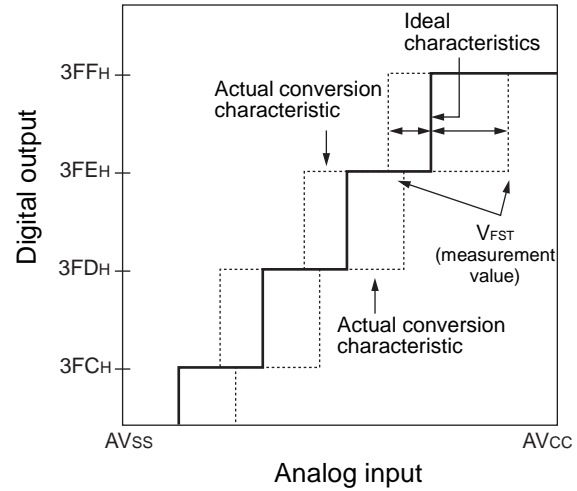 Ideal
characteristics
3FFH
Actual conversion
characteristic
3FEH
Digital output
VFST
(measurement
value)
3FDH
Actual conversion
characteristic
3FCH
AVSS
AVCC
Analog input